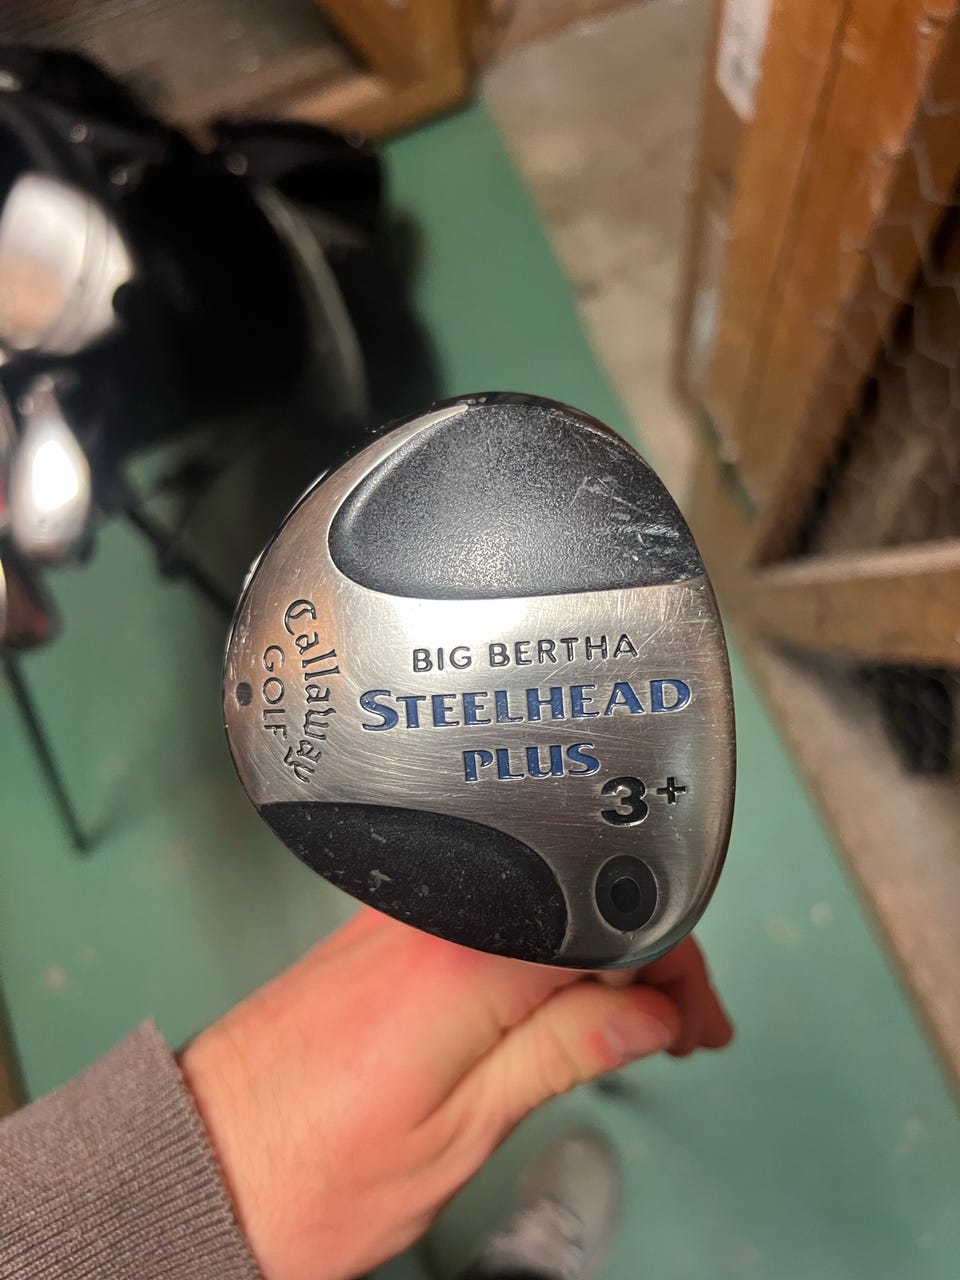 Callaway
GOLF
BIG BERTHA
STEELHEAD
PLUS
3+